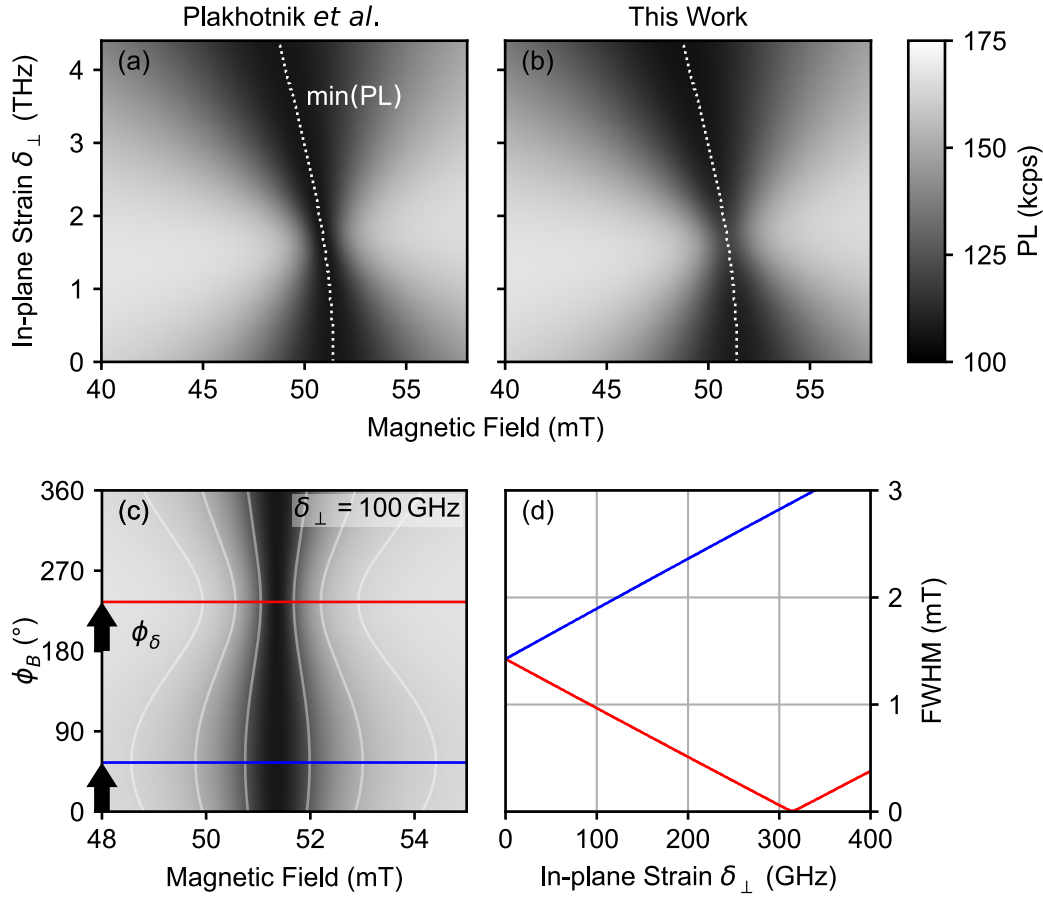 Plakhotnik et al.
This Work
(a)
min(PL)
(b)
In-plane Strain δ⊥ (THz)
4
3
2
1
0
40
45
50
55
40
45
50
55
Magnetic Field (mT)
175
150
125
100
PL (kcps)
(c)
δ⊥ = 100 GHz
ϕδ
ϕB (°)
360
270
180
90
0
48
50
52
54
Magnetic Field (mT)
(d)
3
2
1
0
FWHM (mT)
0
100
200
300
400
In-plane Strain δ⊥ (GHz)